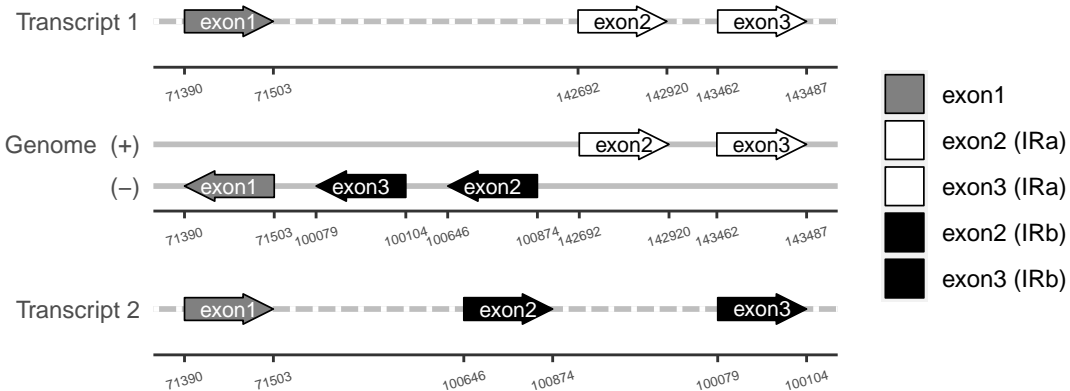 Transcript 1 exon1 exon2 exon3
71390 71503 142692 142920 143462 143487
Genome (+) exon2 exon3
(–) exon1 exon3 exon2
71390 71503 100079 100104 100646 100874 142692 142920 143462 143487
Transcript 2 exon1 exon2 exon3
71390 71503 100646 100874 100079 100104
exon1
exon2 (IRa)
exon3 (IRa)
exon2 (IRb)
exon3 (IRb)